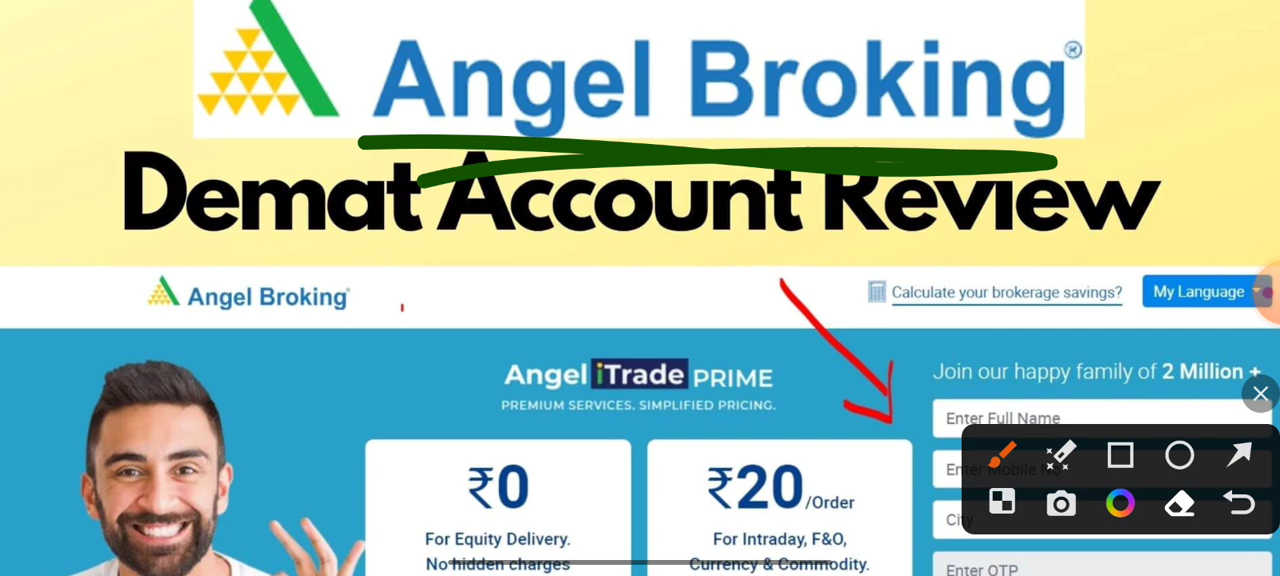 Angel Broking®
Demat Account Review
Angel Broking
Calculate your brokerage savings?
My Language
Angel iTrade PRIME
PREMIUM SERVICES. SIMPLIFIED PRICING.
Join our happy family of 2 Million +
Enter Full Name
₹0
For Equity Delivery.
No hidden charges
₹20/Order
For Intraday, F&O,
Currency & Commodity.
Enter Mobile No
City
Enter OTP